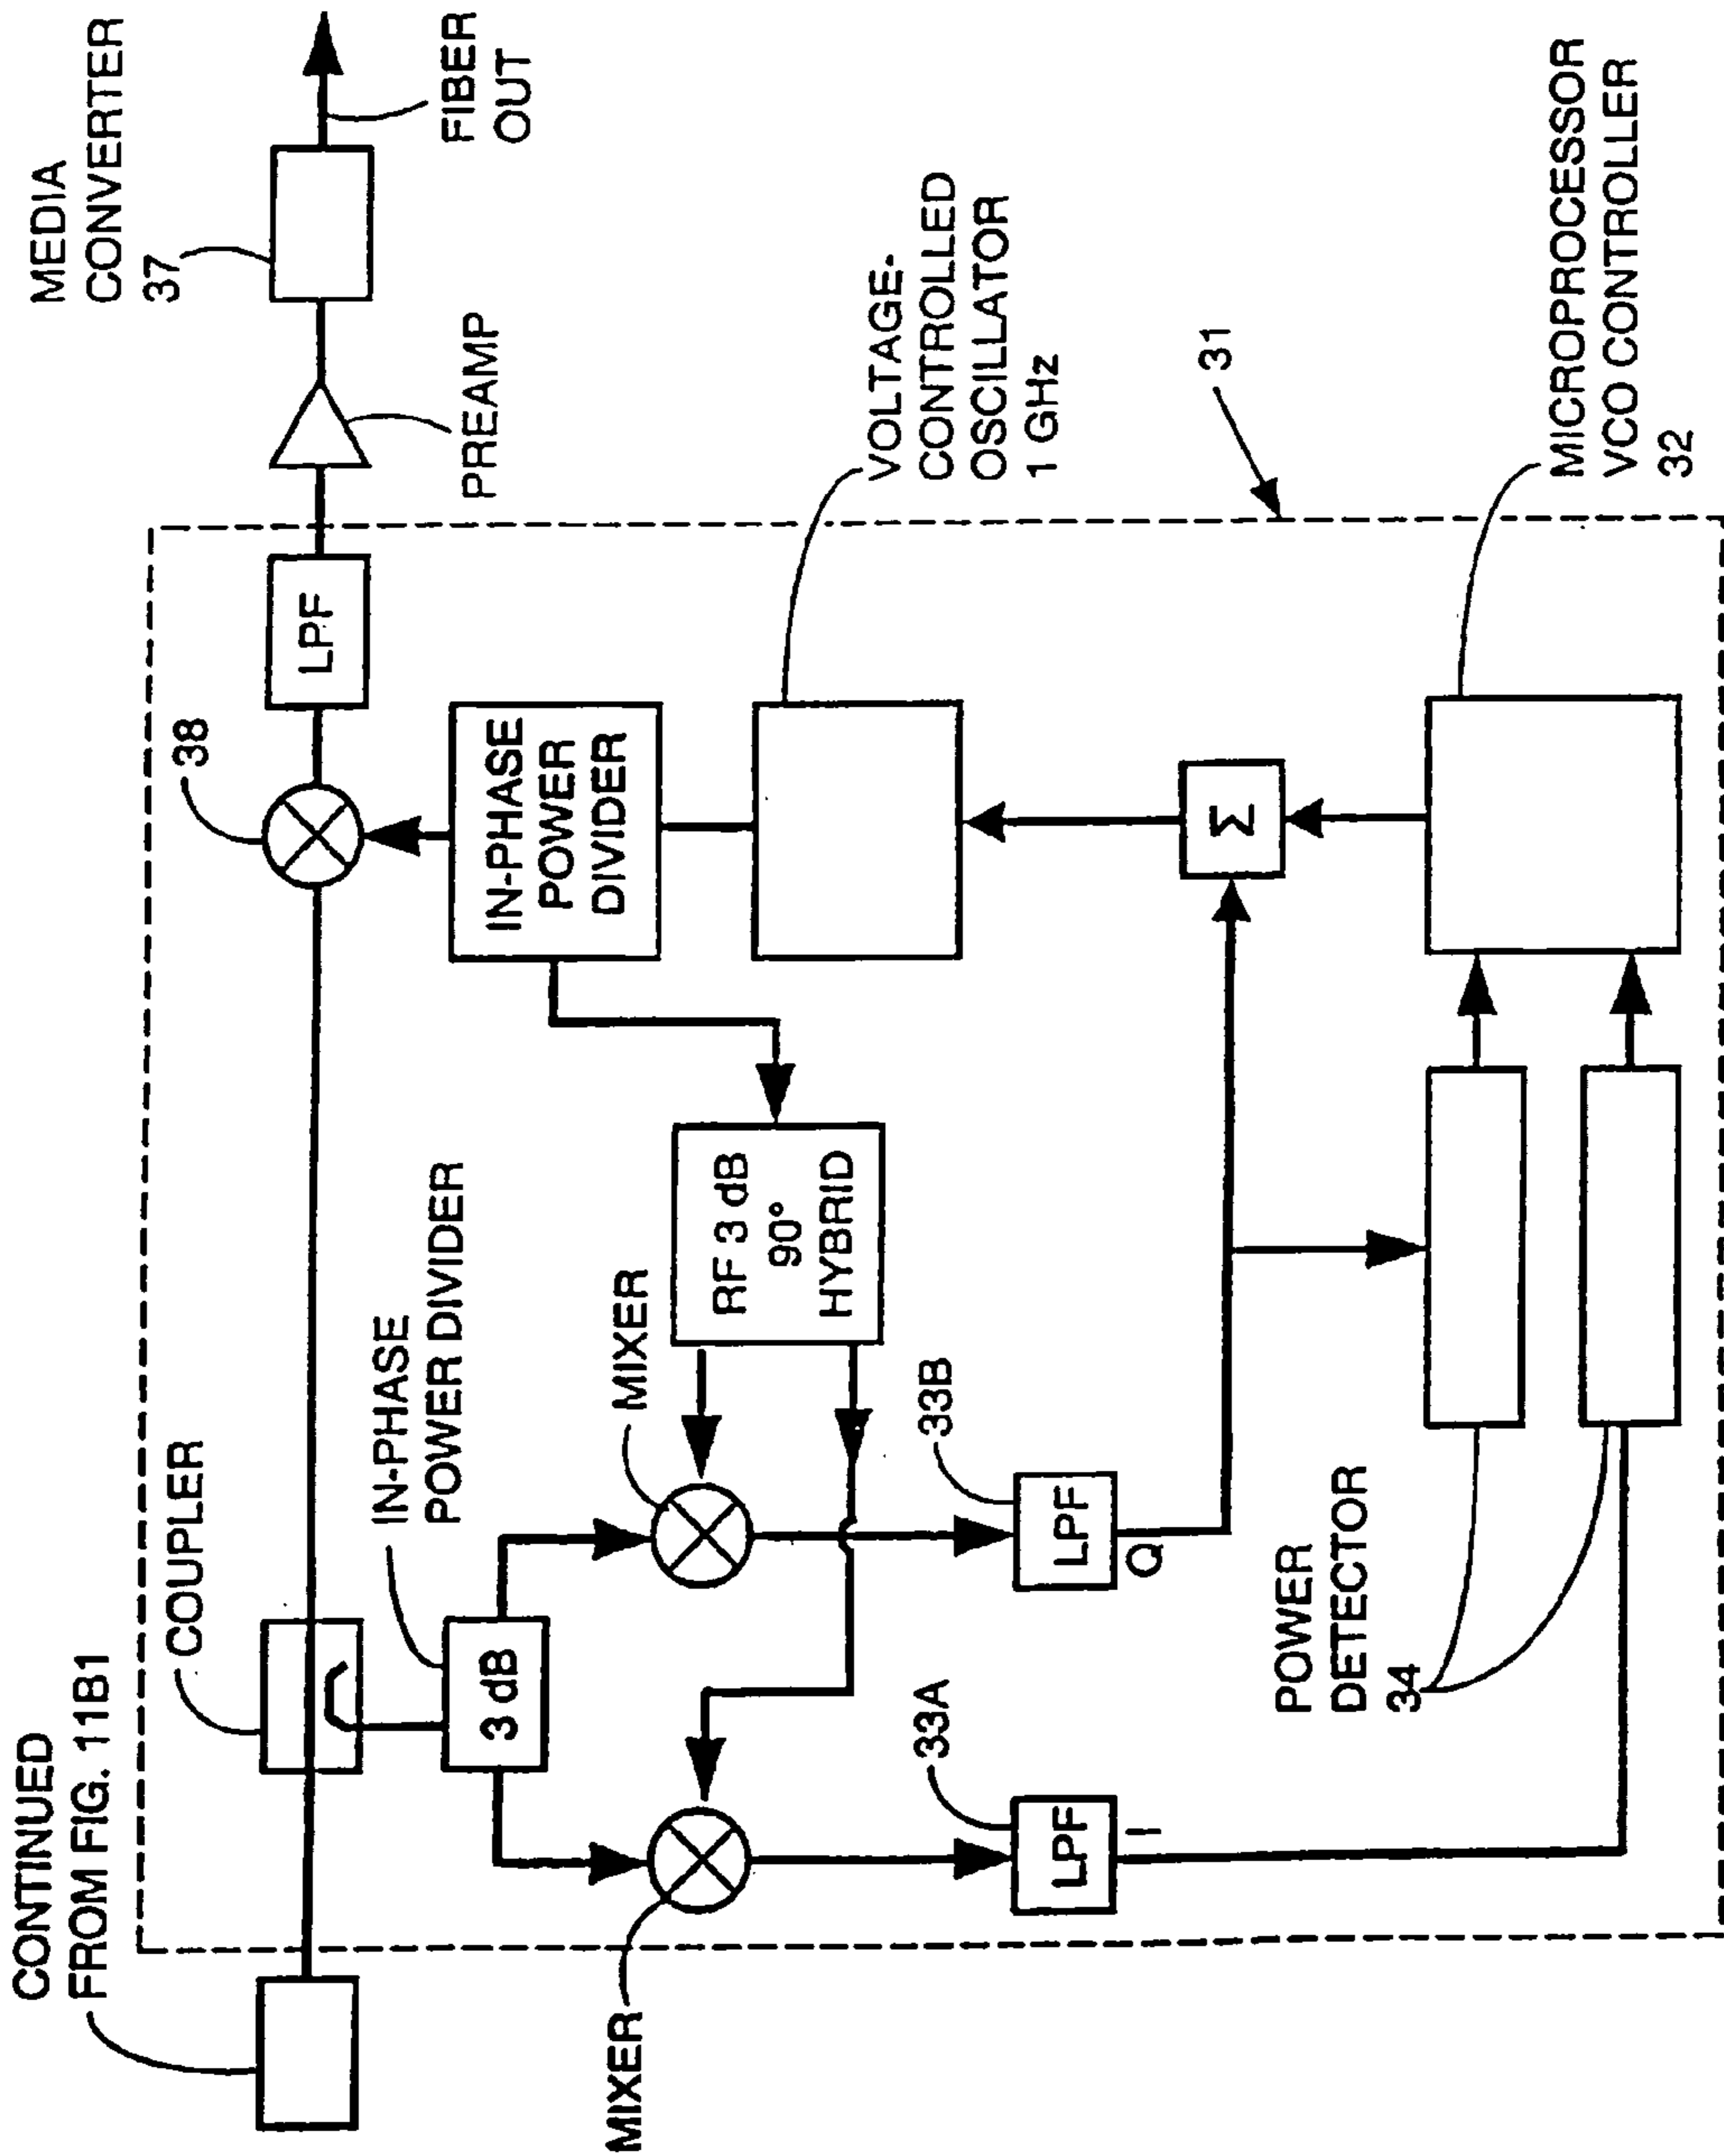 CONTINUED
FROM FIG. 11B1
COUPLER
38
LPF
PREAMP
MEDIA
CONVERTER
37
FIBER
OUT
IN-PHASE
POWER DIVIDER
3 dB
MIXER
MIXER
RF 3 dB
90°
HYBRID
IN-PHASE
POWER
DIVIDER
VOLTAGE-
CONTROLLED
OSCILLATOR
1 GHz
33A
LPF
I
33B
LPF
Q
Σ
31
POWER
DETECTOR
34
MICROPROCESSOR
VCO CONTROLLER
32